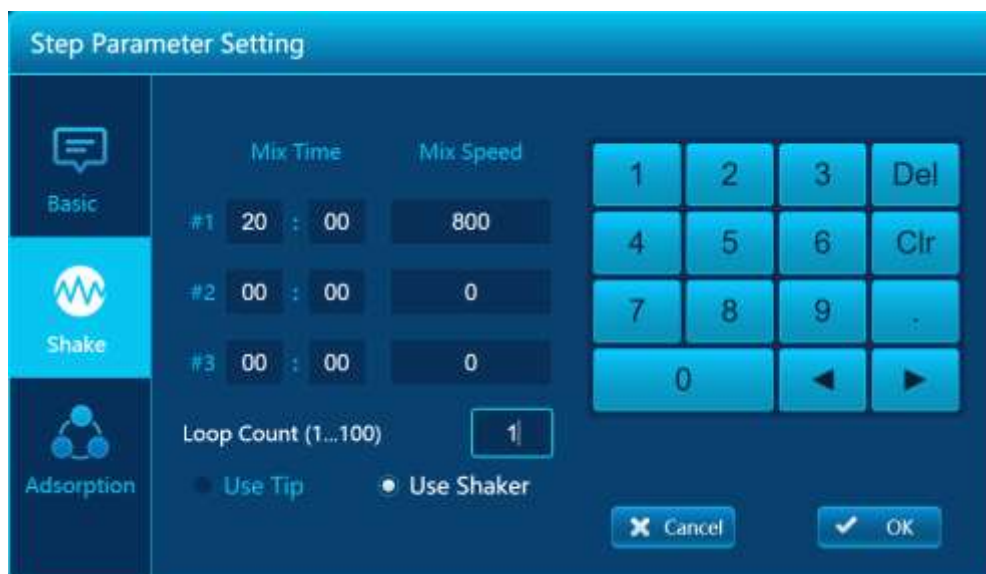 Step Parameter Setting
Basic
Shake
Adsorption
Mix Time Mix Speed
#1 20 : 00 800
#2 00 : 00 0
#3 00 : 00 0
Loop Count (1...100) 1
Use Tip Use Shaker
1 2 3 Del
4 5 6 Clr
7 8 9 .
0 ◄ ►
Cancel OK